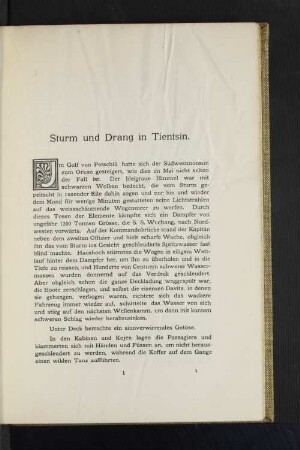 Sturm und Drang in Tientsin.
Im Golf von Petschili hatte sich der Südwestmonsun
zum Orcan gesteigert, wie dies im Mai nicht selten
der Fall ist. Der bleigraue Himmel war mit
schwarzen Wolken bedeckt, die vom Sturm ge-
peitscht in rasender Eile dahin zogen und nur hin und wieder
dem Mond für wenige Minuten gestatteten seine Lichtstrahlen
auf das weissschäumende Wogenmeer zu werfen. Durch
dieses Tosen der Elemente kämpfte sich ein Dampfer von
ungefähr 1200 Tonnen Grösse, die S. S. Wuchang, nach Nord-
westen vorwärts. Auf der Kommandobrücke stand der Kapitän
neben dem zweiten Offizier und hielt scharfe Wache, obgleich
ihn das vom Sturm ins Gesicht geschleuderte Spritzwasser fast
blind machte. Haushoch stürmten die Wogen in eiligem Wett-
lauf hinter dem Dampfer her, um ihn zu überholen und in die
Tiefe zu reissen, und Hunderte von Centnern schwerer Wasser-
massen wurden donnernd auf das Verdeck geschleudert.
Aber obgleich schon die ganze Deckladung weggespült war,
die Boote zerschlagen, und selbst die eisernen Davits, in denen
sie gehangen, verbogen waren, richtete sich das wackere
Fahrzeug immer wieder auf, schüttelte das Wasser von sich
und stieg auf den nächsten Wellenkamm, um dann mit kaum
schwerem Schlag wieder herabzusinken.
Unter Deck herrschte ein sinnverwirrendes Getöse.
In den Kabinen und Kojen lagen die Passagiere und
klammerten sich mit Händen und Füssen an, um nicht heraus-
geschleudert zu werden, während die Koffer auf dem Gange
einen wilden Tanz aufführten.
1
1